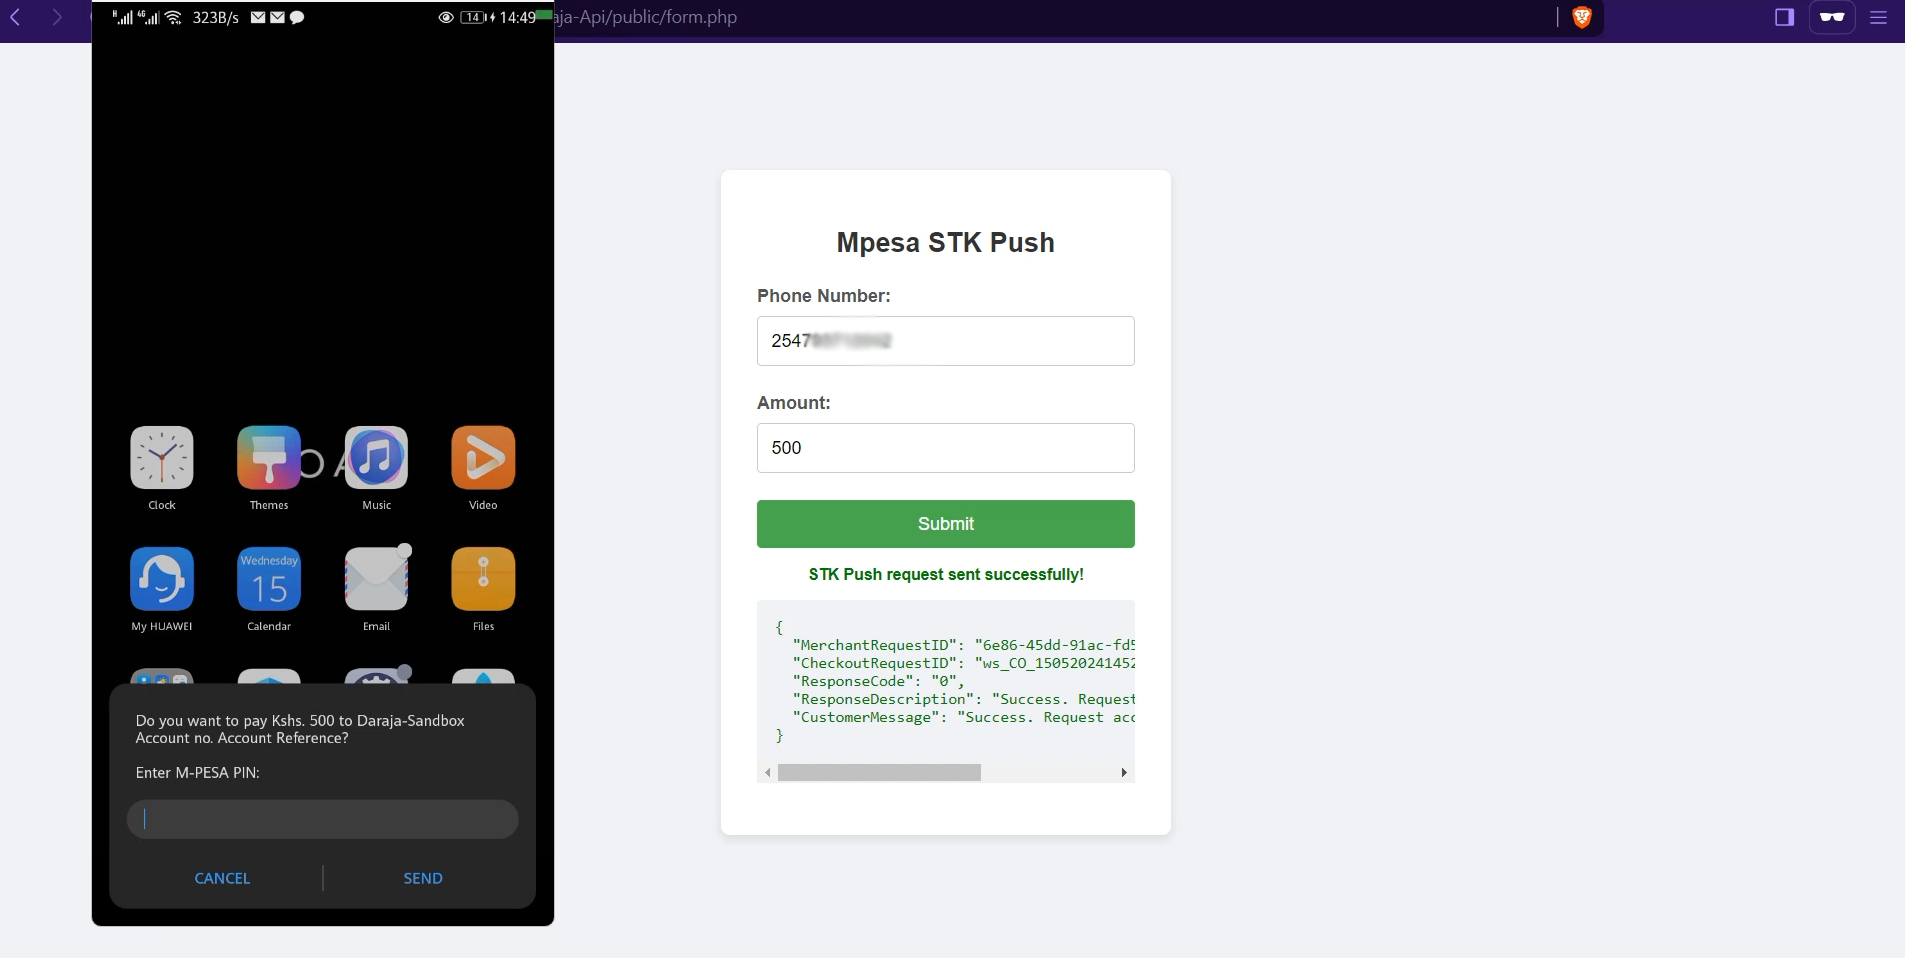 323B/s 14 14:49
ja-Api/public/form.php
Clock Themes Music Video
Wednesday
15
My HUAWEI Calendar Email Files
Do you want to pay Kshs. 500 to Daraja-Sandbox
Account no. Account Reference?
Enter M-PESA PIN:
CANCEL SEND
Mpesa STK Push
Phone Number:
254
Amount:
500
Submit
STK Push request sent successfully!
{
"MerchantRequestID": "6e86-45dd-91ac-fd5
"CheckoutRequestID": "ws_CO_150520241452
"ResponseCode": "0",
"ResponseDescription": "Success. Request
"CustomerMessage": "Success. Request acc
}